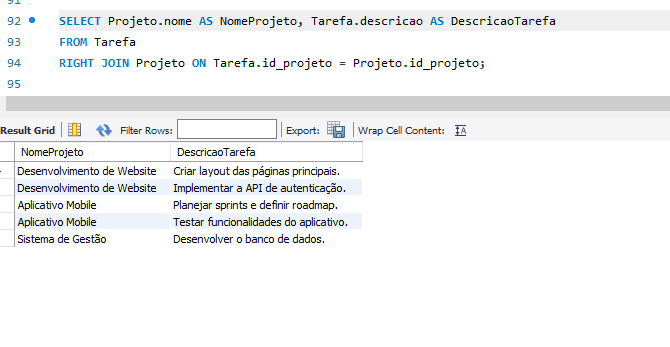 91
92 SELECT Projeto.nome AS NomeProjeto, Tarefa.descricao AS DescricaoTarefa
93 FROM Tarefa
94 RIGHT JOIN Projeto ON Tarefa.id_projeto = Projeto.id_projeto;
95
Result Grid Filter Rows: Export: Wrap Cell Content: IA
NomeProjeto DescricaoTarefa
Desenvolvimento de Website Criar layout das páginas principais.
Desenvolvimento de Website Implementar a API de autenticação.
Aplicativo Mobile Planejar sprints e definir roadmap.
Aplicativo Mobile Testar funcionalidades do aplicativo.
Sistema de Gestão Desenvolver o banco de dados.